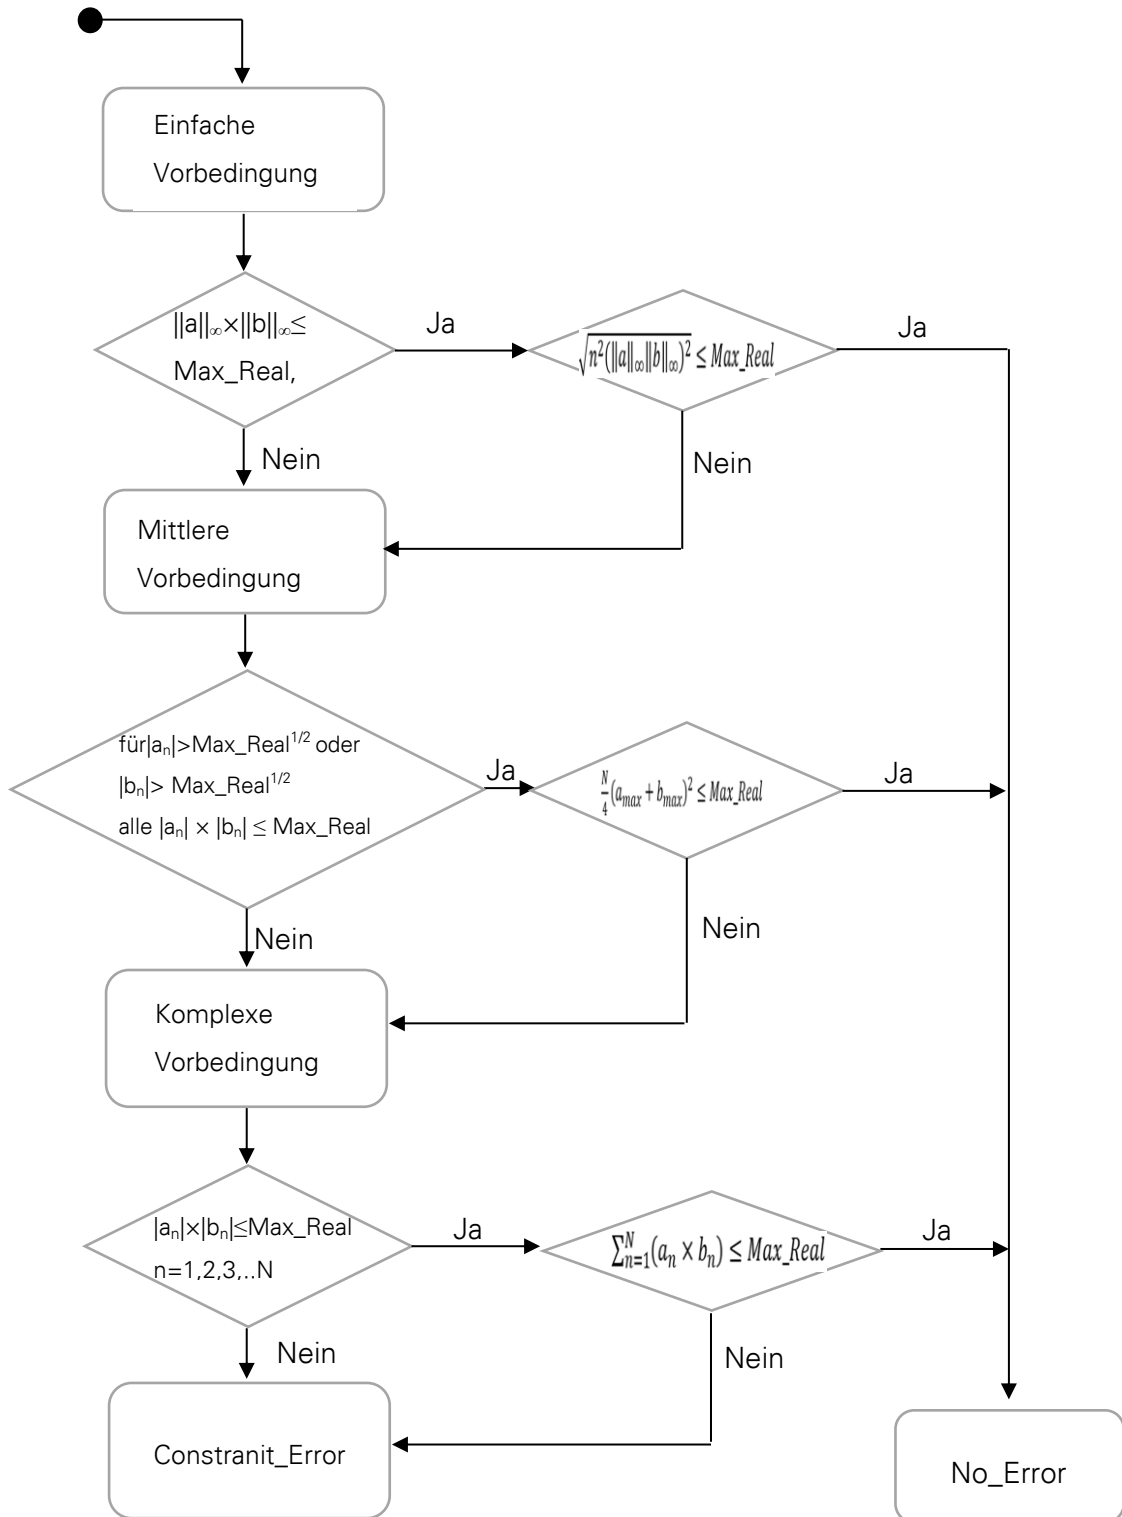 Einfache
Vorbedingung
||a||∞×||b||∞≤
Max_Real,
Ja
√n²(‖a‖∞‖b‖∞)² ≤ Max_Real
Ja
Nein
Nein
Mittlere
Vorbedingung
für|aₙ|>Max_Real^1/2 oder
|bₙ|> Max_Real^1/2
alle |aₙ| × |bₙ| ≤ Max_Real
Ja
N/4(a_max + b_max)² ≤ Max_Real
Ja
Nein
Nein
Komplexe
Vorbedingung
|aₙ|×|bₙ|≤Max_Real
n=1,2,3,..N
Ja
∑ᴺₙ₌₁(aₙ × bₙ) ≤ Max_Real
Ja
Nein
Nein
Constranit_Error
No_Error